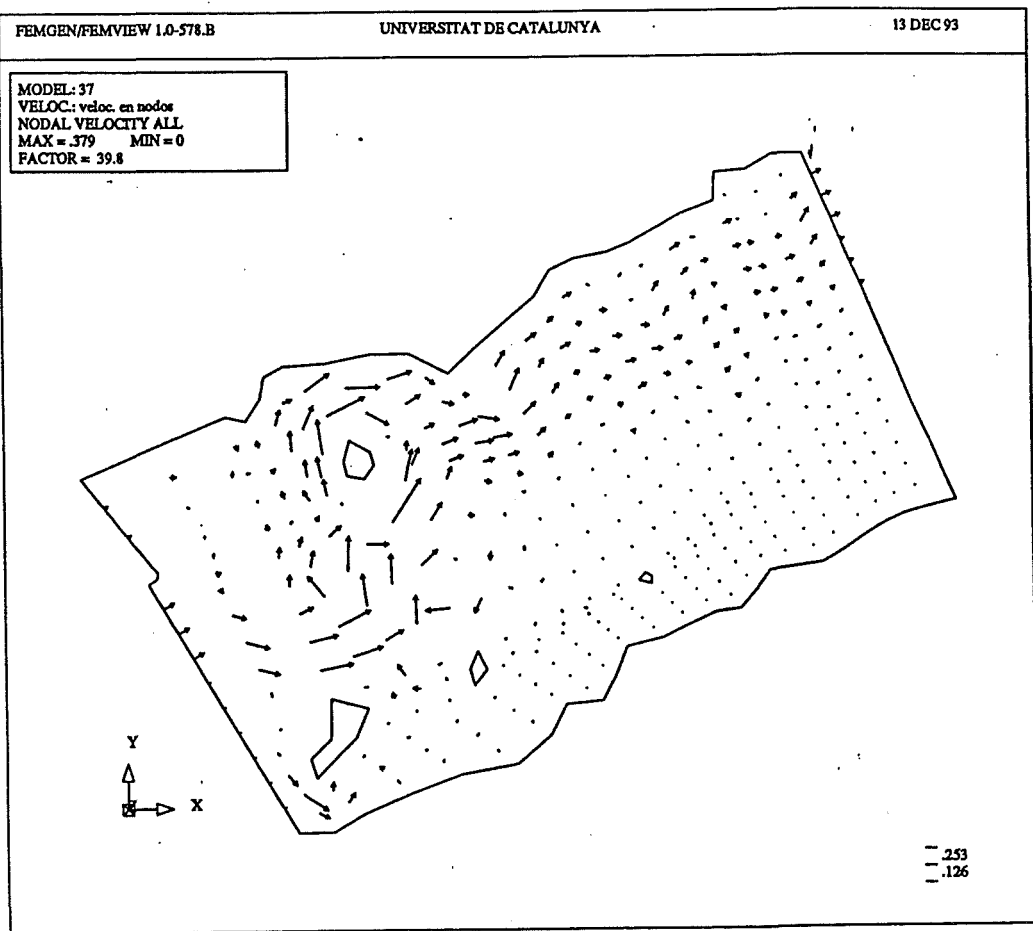 FEMGEN/FEMVIEW 1.0-578.B UNIVERSITAT DE CATALUNYA 13 DEC 93
MODEL: 37
VELOC.: veloc. en nodos
NODAL VELOCITY ALL
MAX = .379 MIN = 0
FACTOR = 39.8
Y
X
.253
.126